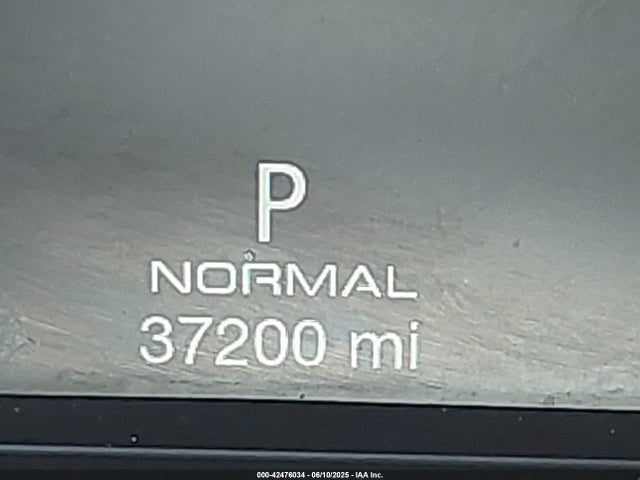 P
NORMAL
37200 mi
000-42476034 - 06/10/2025 - IAA Inc.